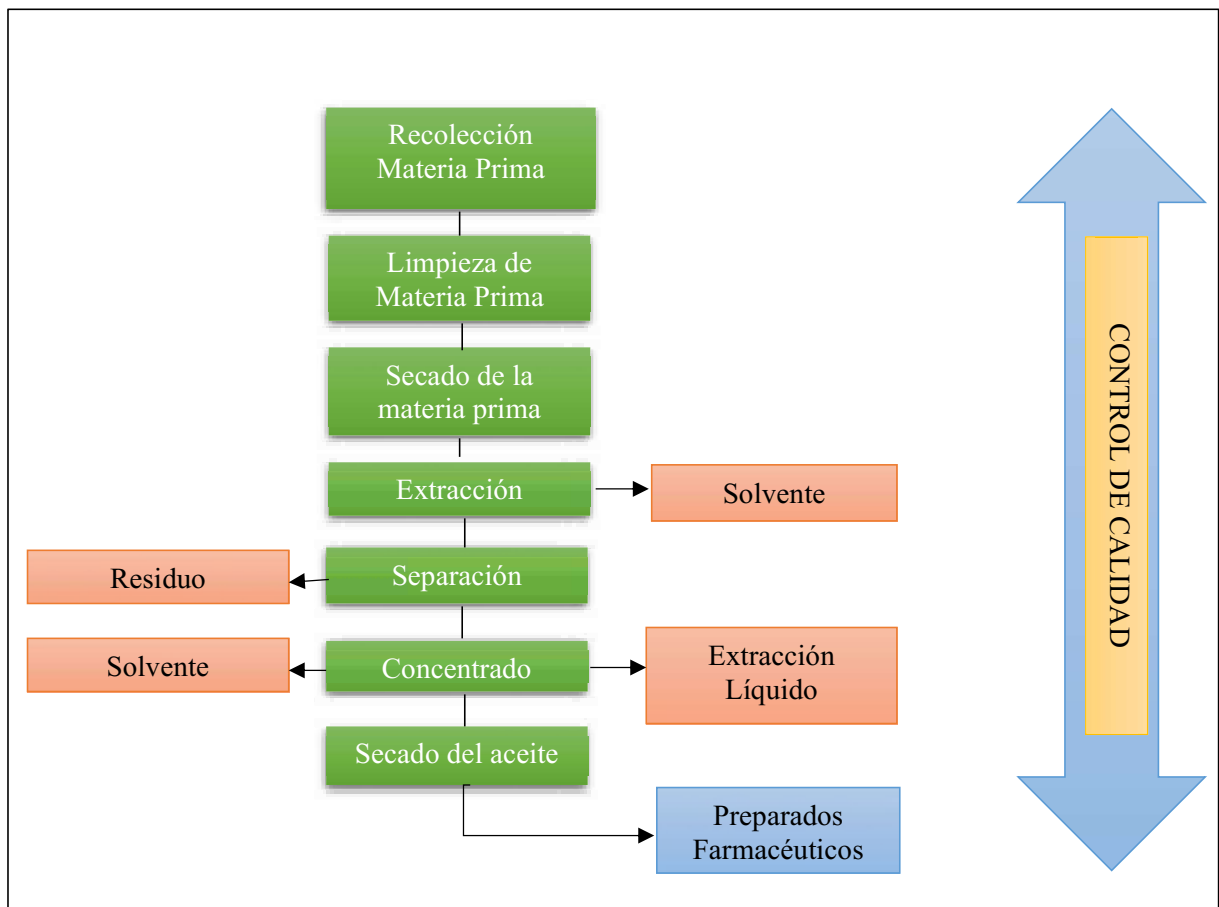 Recolección
Materia Prima
Limpieza de
Materia Prima
Secado de la
materia prima
Extracción
Solvente
Residuo
Separación
Solvente
Concentrado
Extracción
Líquido
Secado del aceite
Preparados
Farmacéuticos
CONTROL DE CALIDAD